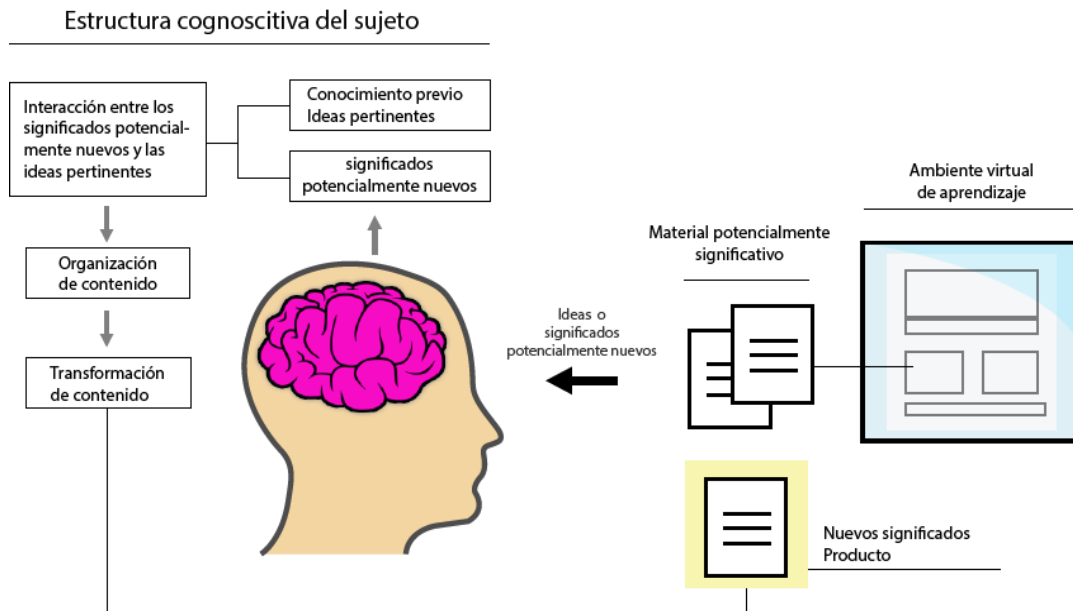 Estructura cognoscitiva del sujeto
Interacción entre los
significados potencial-
mente nuevos y las
ideas pertinentes
Conocimiento previo
Ideas pertinentes
significados
potencialmente nuevos
Organización
de contenido
Transformación
de contenido
Ideas o
significados
potencialmente nuevos
Material potencialmente
significativo
Ambiente virtual
de aprendizaje
Nuevos significados
Producto